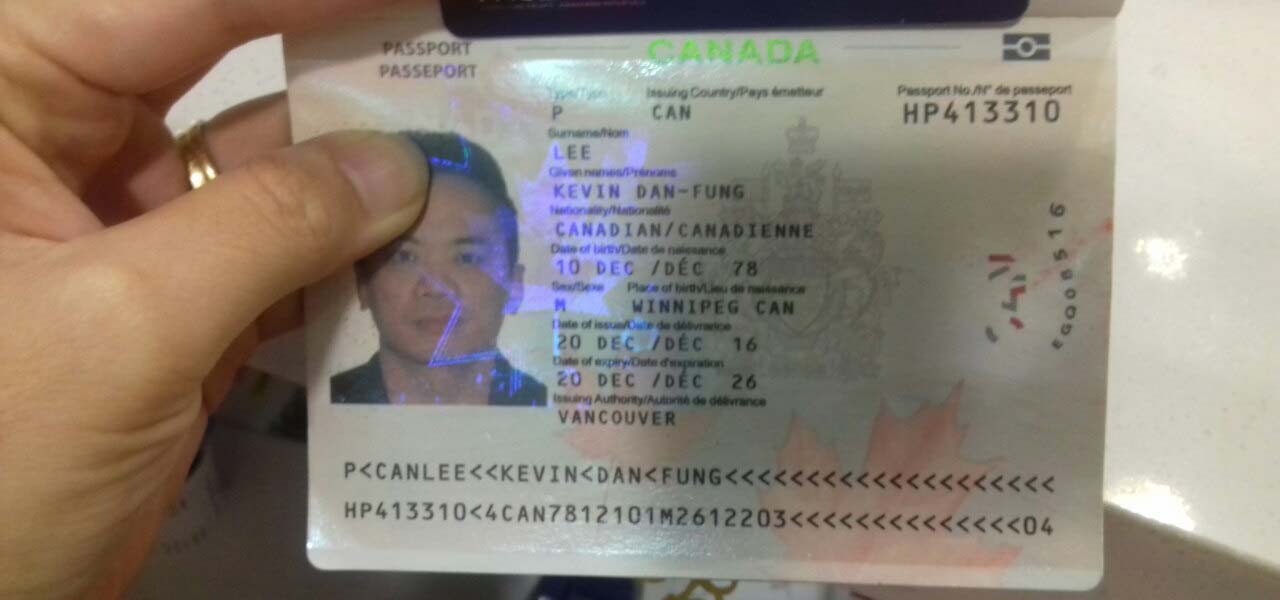 PASSPORT
PASSEPORT
CANADA
Type/Type Issuing Country/Pays émetteur Passport No./N° de passeport
P CAN HP413310
Surname/Nom
LEE
Given names/Prénoms
KEVIN DAN-FUNG
Nationality/Nationalité
CANADIAN/CANADIENNE
Date of birth/Date de naissance
10 DEC /DÉC 78
Sex/Sexe Place of birth/Lieu de naissance
M WINNIPEG CAN
Date of issue/Date de délivrance
20 DEC /DÉC 16
Date of expiry/Date d'expiration
20 DEC /DÉC 26
Issuing Authority/Autorité de délivrance
VANCOUVER
EG008516
P<CANLEE<<KEVIN<DAN<FUNG<<<<<<<<<<<<<<<<<<<<
HP413310<4CAN7812101M2612203<<<<<<<<<<<<<<04